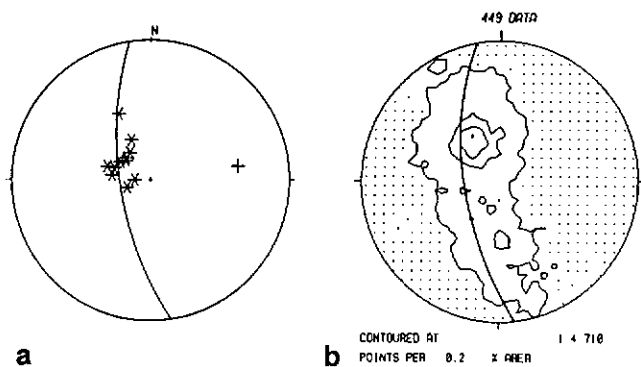 N
a
449 DATA
b
CONTOURED AT 1 4 7 10
POINTS PER 0.2 % AREA